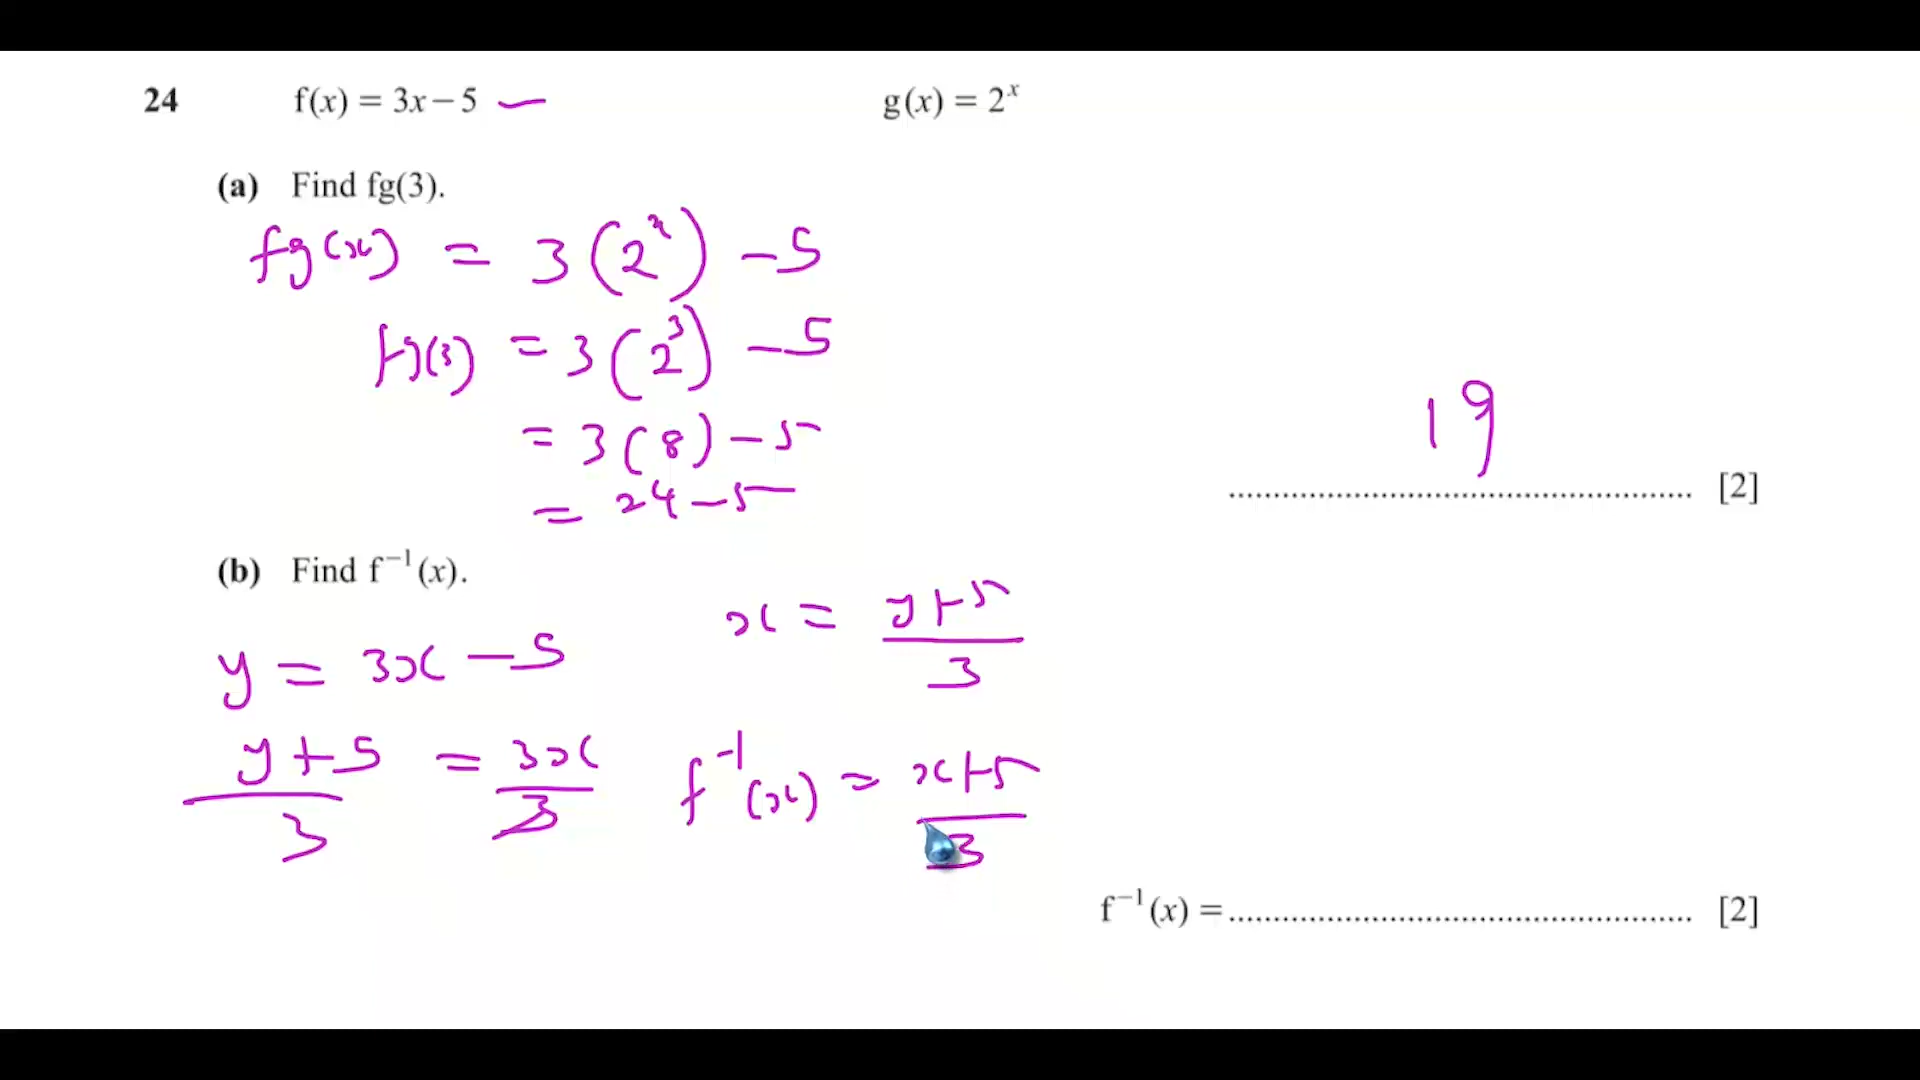 24 f(x) = 3x − 5 g(x) = 2^x
(a) Find fg(3).
fg(x) = 3(2^x) − 5
fg(3) = 3(2^3) − 5
= 3(8) − 5
= 24 − 5
19
.................................................. [2]
(b) Find f^−1(x).
y = 3x − 5
y+5/3 = 3x/3
x = y+5/3
f^-1(x) = x+5/3
f^−1(x) = .................................................. [2]